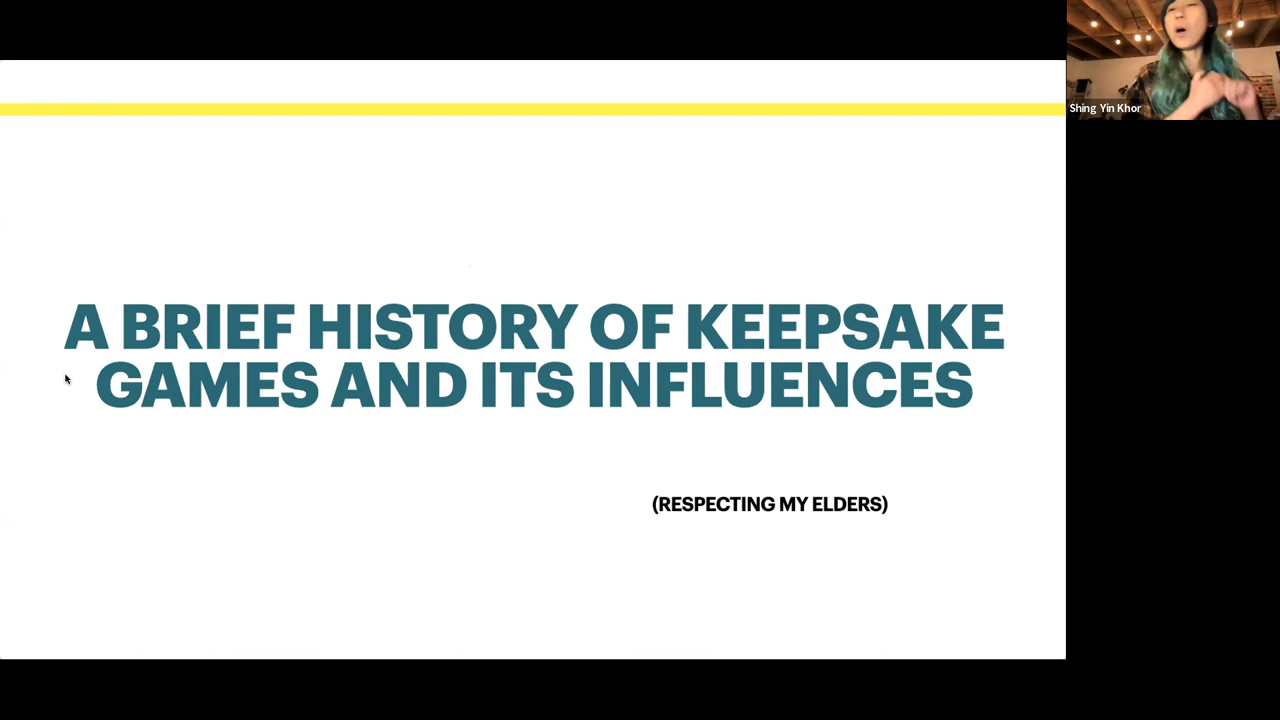 Shing Yin Khor
A BRIEF HISTORY OF KEEPSAKE
GAMES AND ITS INFLUENCES
(RESPECTING MY ELDERS)